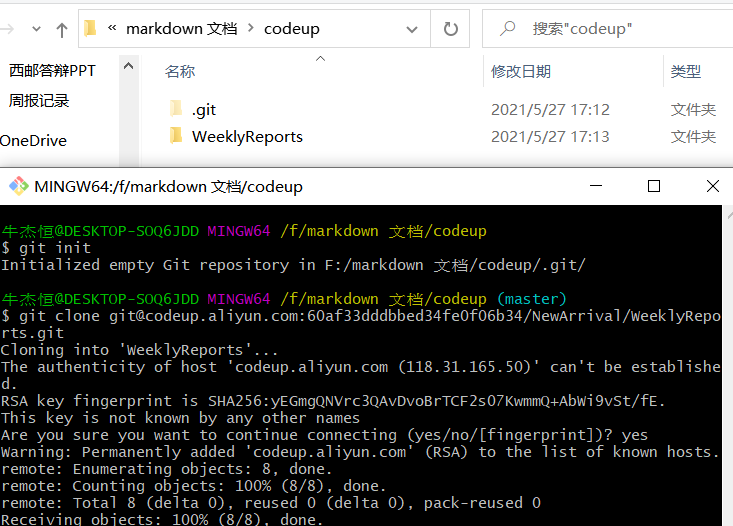 « markdown 文档 › codeup
搜索"codeup"
西邮答辩PPT
周报记录
OneDrive
名称 修改日期 类型
.git 2021/5/27 17:12 文件夹
WeeklyReports 2021/5/27 17:13 文件夹
MINGW64:/f/markdown 文档/codeup
牛杰恒@DESKTOP-SOQ6JDD MINGW64 /f/markdown 文档/codeup
$ git init
Initialized empty Git repository in F:/markdown 文档/codeup/.git/
牛杰恒@DESKTOP-SOQ6JDD MINGW64 /f/markdown 文档/codeup (master)
$ git clone git@codeup.aliyun.com:60af33dddbbed34fe0f06b34/NewArrival/WeeklyRepo
rts.git
Cloning into 'WeeklyReports'...
The authenticity of host 'codeup.aliyun.com (118.31.165.50)' can't be establishe
d.
RSA key fingerprint is SHA256:yEGmgQNVrc3QAvDvoBrTCF2sO7KwmmQ+AbWi9vSt/fE.
This key is not known by any other names
Are you sure you want to continue connecting (yes/no/[fingerprint])? yes
Warning: Permanently added 'codeup.aliyun.com' (RSA) to the list of known hosts.
remote: Enumerating objects: 8, done.
remote: Counting objects: 100% (8/8), done.
remote: Total 8 (delta 0), reused 0 (delta 0), pack-reused 0
Receiving objects: 100% (8/8), done.